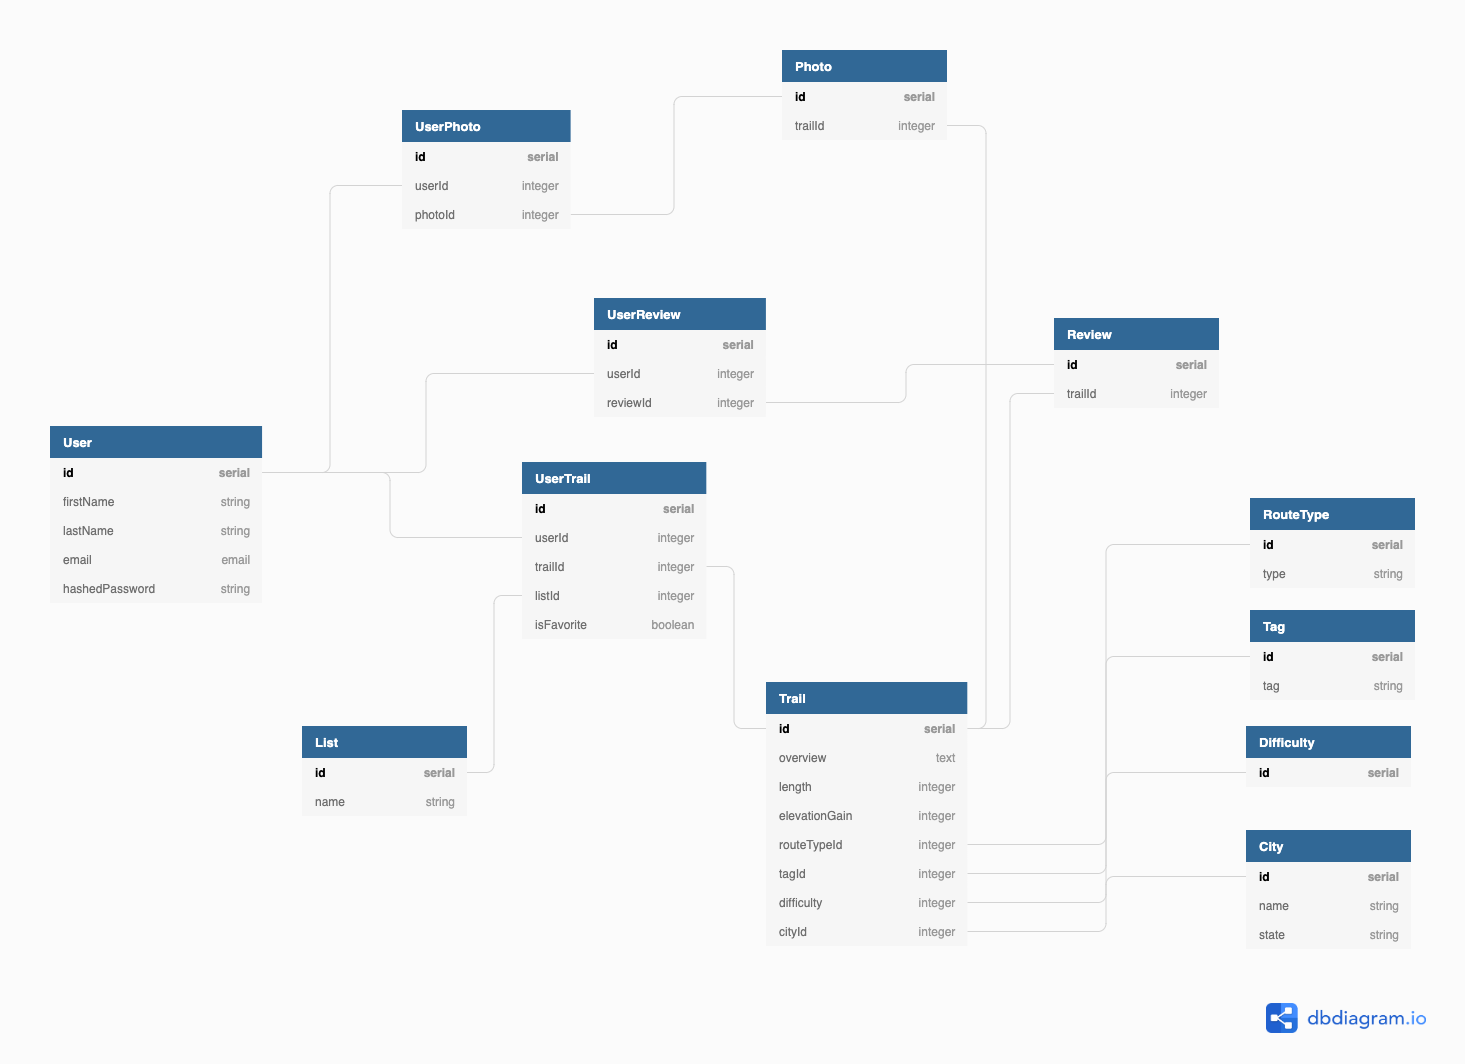 Photo
id serial
trailId integer
UserPhoto
id serial
userId integer
photoId integer
UserReview
id serial
userId integer
reviewId integer
Review
id serial
trailId integer
User
id serial
firstName string
lastName string
email email
hashedPassword string
UserTrail
id serial
userId integer
trailId integer
listId integer
isFavorite boolean
RouteType
id serial
type string
Tag
id serial
tag string
List
id serial
name string
Trail
id serial
overview text
length integer
elevationGain integer
routeTypeId integer
tagId integer
difficulty integer
cityId integer
Difficulty
id serial
City
id serial
name string
state string
dbdiagram.io